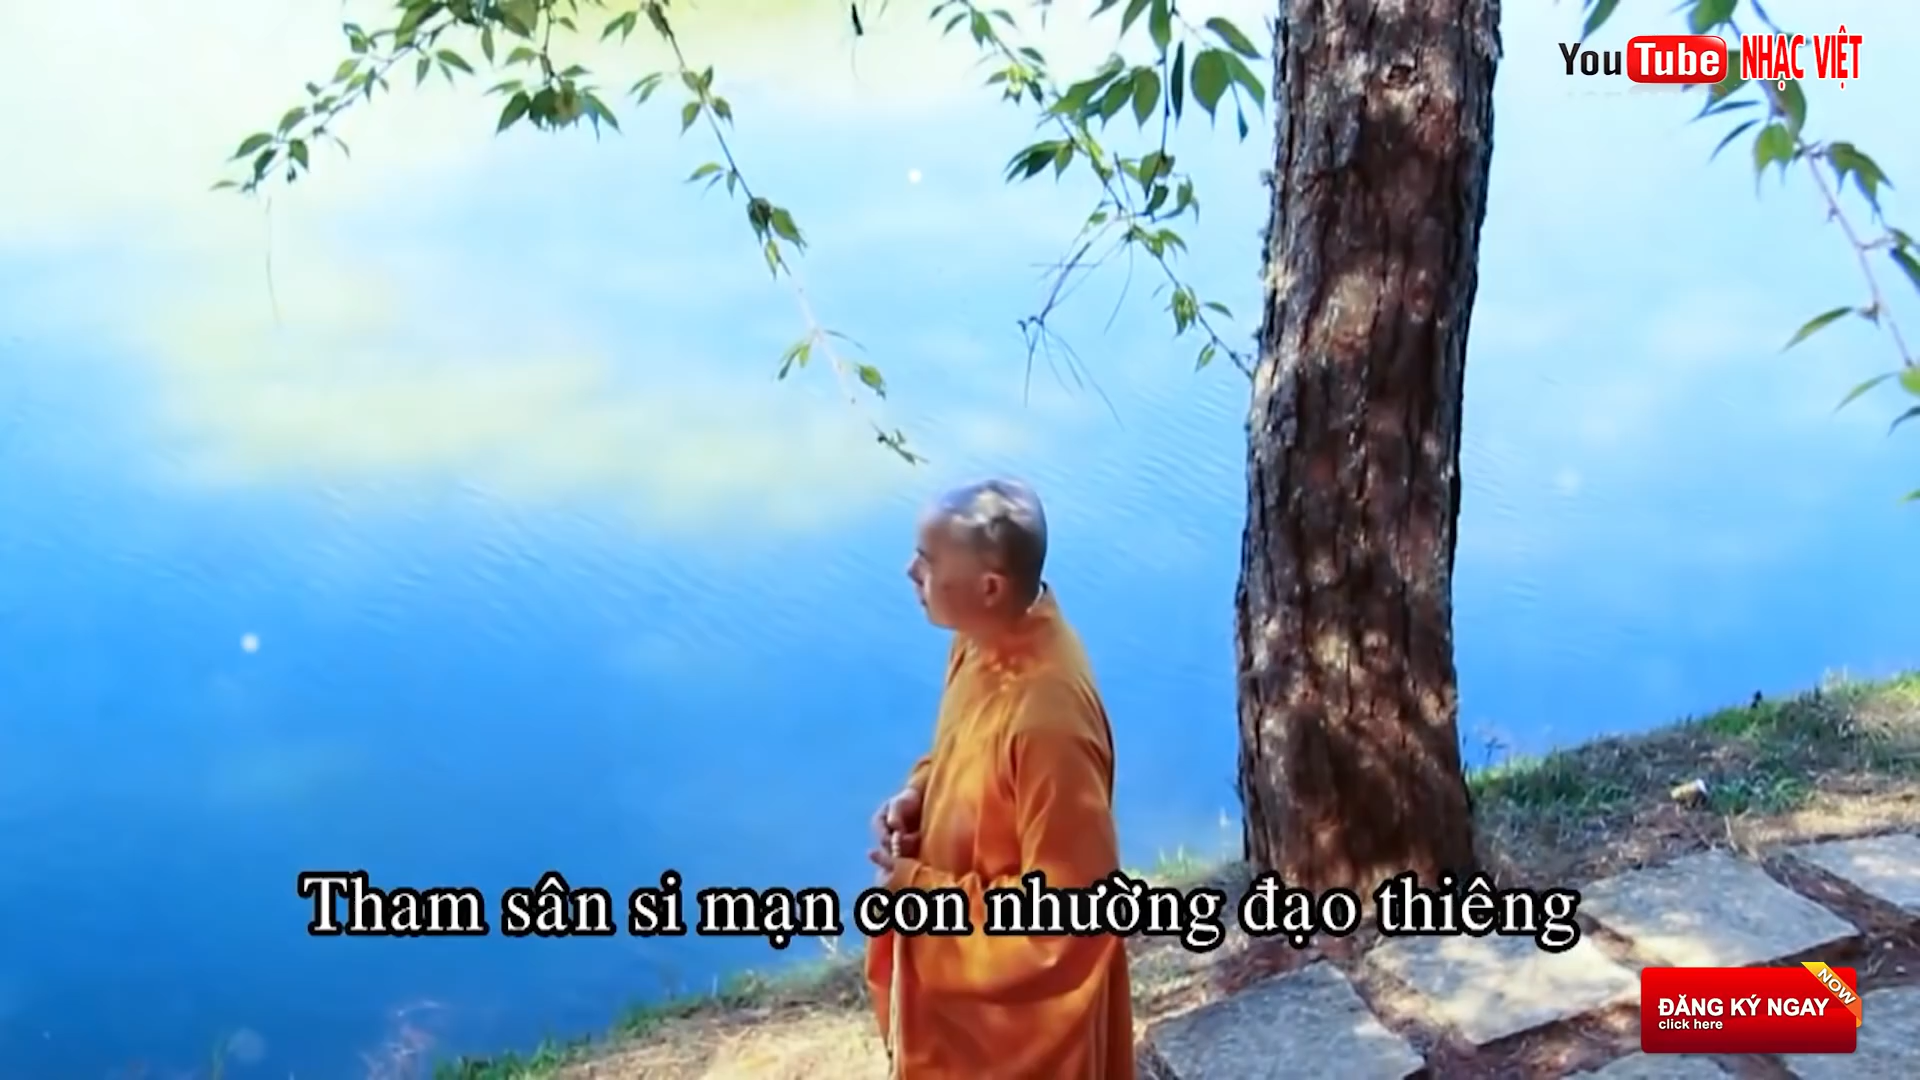 YouTube NHẠC VIỆT
Tham sân si mạn con nhường đạo thiêng
NOW
ĐĂNG KÝ NGAY
click here